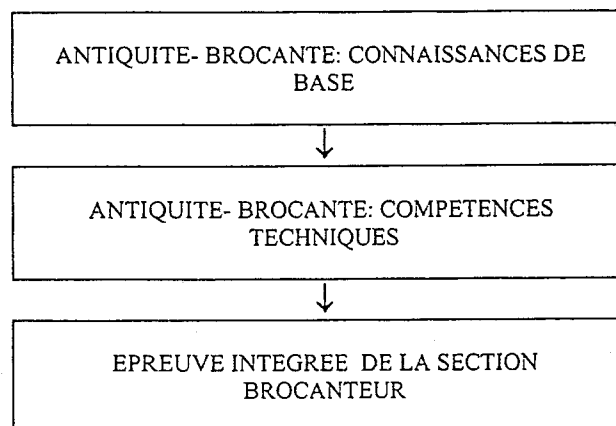 ANTIQUITE- BROCANTE: CONNAISSANCES DE
BASE
ANTIQUITE- BROCANTE: COMPETENCES
TECHNIQUES
EPREUVE INTEGREE DE LA SECTION
BROCANTEUR